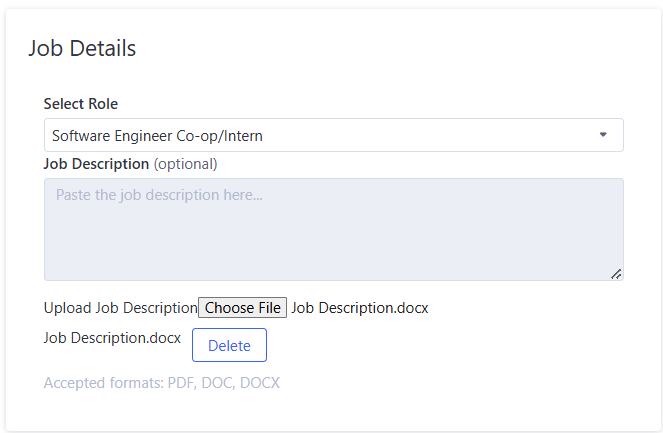 Job Details
Select Role
Software Engineer Co-op/Intern
Job Description (optional)
Paste the job description here...
Upload Job Description Choose File Job Description.docx
Job Description.docx Delete
Accepted formats: PDF, DOC, DOCX